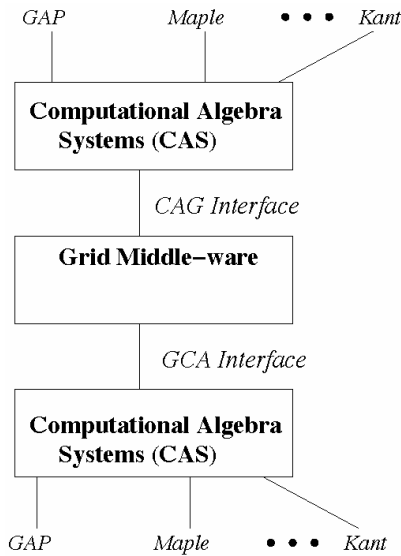 GAP Maple • • • Kant
Computational Algebra
Systems (CAS)
CAG Interface
Grid Middle-ware
GCA Interface
Computational Algebra
Systems (CAS)
GAP Maple • • • Kant